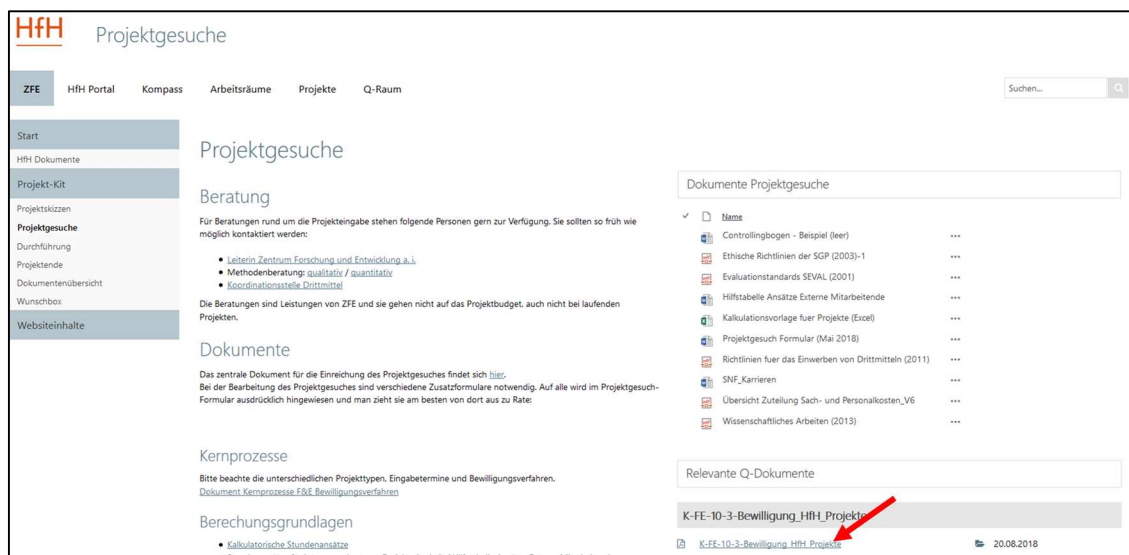 HfH Projektgesuche
ZFE HfH Portal Kompass Arbeitsräume Projekte Q-Raum Suchen...
Start
HfH Dokumente
Projekt-Kit
Projektskizzen
Projektgesuche
Durchführung
Projektende
Dokumentenübersicht
Wunschbox
Websiteinhalte
Projektgesuche
Beratung
Für Beratungen rund um die Projekteingabe stehen folgende Personen gern zur Verfügung. Sie sollten so früh wie
möglich kontaktiert werden:
Leiterin Zentrum Forschung und Entwicklung a. i.
Methodenberatung: qualitativ / quantitativ
Koordinationsstelle Drittmittel
Die Beratungen sind Leistungen von ZFE und sie gehen nicht auf das Projektbudget, auch nicht bei laufenden
Projekten.
Dokumente
Das zentrale Dokument für die Einreichung des Projektgesuches findet sich hier.
Bei der Bearbeitung des Projektgesuches sind verschiedene Zusatzformulare notwendig. Auf alle wird im Projektgesuch-
Formular ausdrücklich hingewiesen und man zieht sie am besten von dort aus zu Rate:
Kernprozesse
Bitte beachte die unterschiedlichen Projekttypen, Eingabetermine und Bewilligungsverfahren.
Dokument Kernprozesse F&E Bewilligungsverfahren
Berechungsgrundlagen
Kalkulatorische Stundenansätze
Dokumente Projektgesuche
Name
Controllingbogen - Beispiel (leer) ...
Ethische Richtlinien der SGP (2003)-1 ...
Evaluationstandards SEVAL (2001) ...
Hilfstabelle Ansätze Externe Mitarbeitende ...
Kalkulationsvorlage fuer Projekte (Excel) ...
Projektgesuch Formular (Mai 2018) ...
Richtlinien fuer das Einwerben von Drittmitteln (2011) ...
SNF_Karrieren ...
Übersicht Zuteilung Sach- und Personalkosten_V6 ...
Wissenschaftliches Arbeiten (2013) ...
Relevante Q-Dokumente
K-FE-10-3-Bewilligung_HfH_Projekte
K-FE-10-3-Bewilligung_HfH_Projekte 20.08.2018